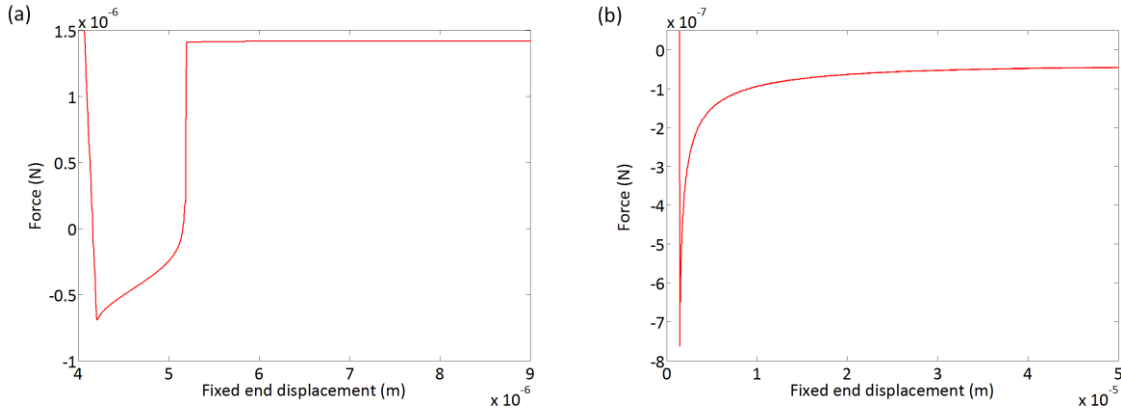 (a)
x 10-6
1.5
1
0.5
0
-0.5
-1
4 5 6 7 8 9
Force (N)
Fixed end displacement (m)
x 10-6
(b)
x 10-7
0
-1
-2
-3
-4
-5
-6
-7
-8
0 1 2 3 4 5
Force (N)
Fixed end displacement (m)
x 10-5